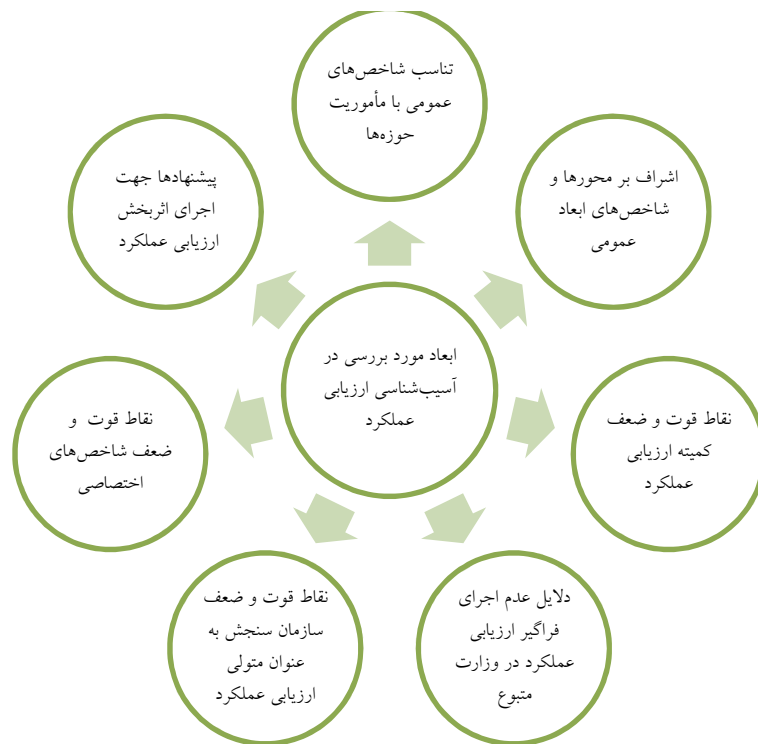 تناسب شاخص‌های
عمومی با مأموریت
حوزه‌ها
اشراف بر محورها و
شاخص‌های ابعاد
عمومی
پیشنهادها جهت
اجرای اثربخش
ارزیابی عملکرد
ابعاد مورد بررسی در
آسیب‌شناسی ارزیابی
عملکرد
نقاط قوت و ضعف
کمیته ارزیابی
عملکرد
نقاط قوت و
ضعف شاخص‌های
اختصاصی
دلایل عدم اجرای
فراگیر ارزیابی
عملکرد در وزارت
متبوع
نقاط قوت و ضعف
سازمان سنجش به
عنوان متولی
ارزیابی عملکرد